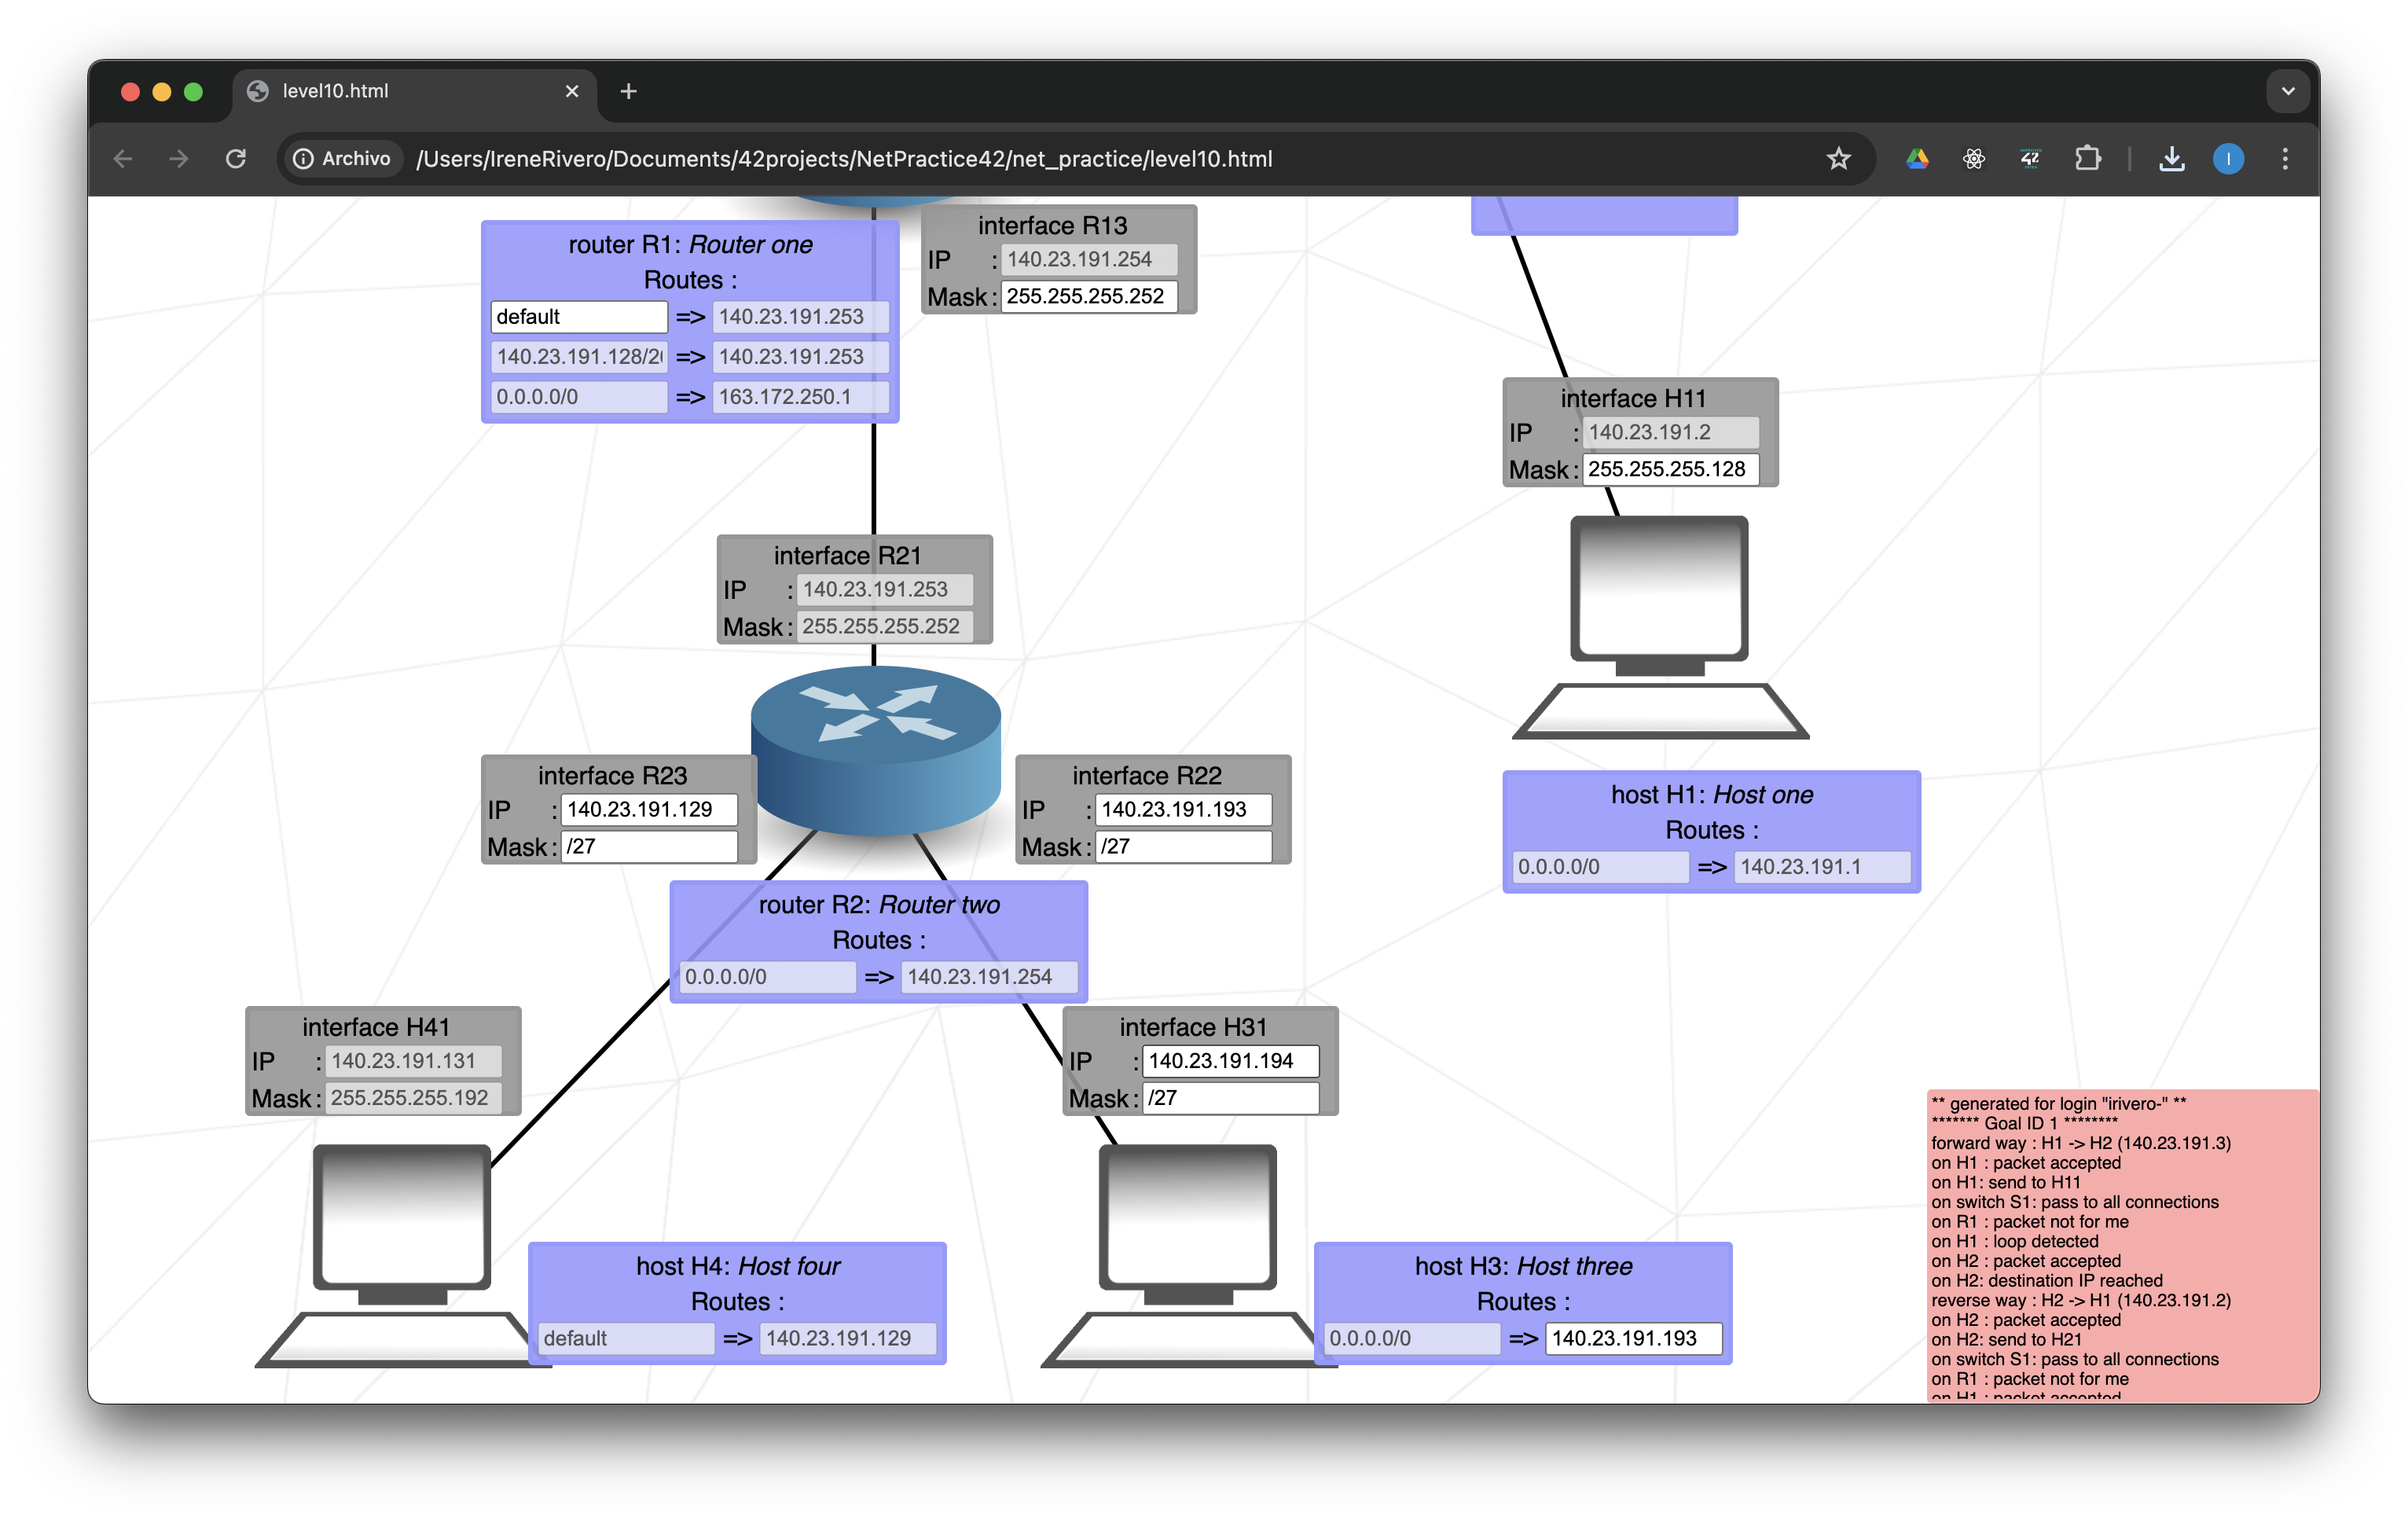 level10.html
Archivo /Users/IreneRivero/Documents/42projects/NetPractice42/net_practice/level10.html
42
I
router R1: Router one
Routes :
default => 140.23.191.253
140.23.191.128/2 => 140.23.191.253
0.0.0.0/0 => 163.172.250.1
interface R13
IP : 140.23.191.254
Mask : 255.255.255.252
interface H11
IP : 140.23.191.2
Mask : 255.255.255.128
interface R21
IP : 140.23.191.253
Mask : 255.255.255.252
interface R23
IP : 140.23.191.129
Mask : /27
interface R22
IP : 140.23.191.193
Mask : /27
host H1: Host one
Routes :
0.0.0.0/0 => 140.23.191.1
router R2: Router two
Routes :
0.0.0.0/0 => 140.23.191.254
interface H41
IP : 140.23.191.131
Mask : 255.255.255.192
interface H31
IP : 140.23.191.194
Mask : /27
host H4: Host four
Routes :
default => 140.23.191.129
host H3: Host three
Routes :
0.0.0.0/0 => 140.23.191.193
** generated for login "irivero-" **
******* Goal ID 1 ********
forward way : H1 -> H2 (140.23.191.3)
on H1 : packet accepted
on H1: send to H11
on switch S1: pass to all connections
on R1 : packet not for me
on H1 : loop detected
on H2 : packet accepted
on H2: destination IP reached
reverse way : H2 -> H1 (140.23.191.2)
on H2 : packet accepted
on H2: send to H21
on switch S1: pass to all connections
on R1 : packet not for me
on H1 : packet accepted